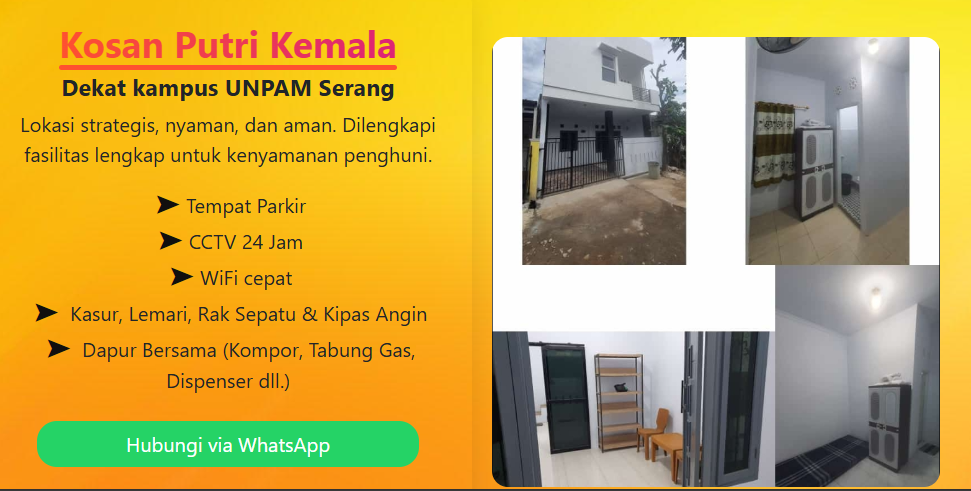 Kosan Putri Kemala
Dekat kampus UNPAM Serang
Lokasi strategis, nyaman, dan aman. Dilengkapi
fasilitas lengkap untuk kenyamanan penghuni.
➤ Tempat Parkir
➤ CCTV 24 Jam
➤ WiFi cepat
➤ Kasur, Lemari, Rak Sepatu & Kipas Angin
➤ Dapur Bersama (Kompor, Tabung Gas,
Dispenser dll.)
Hubungi via WhatsApp